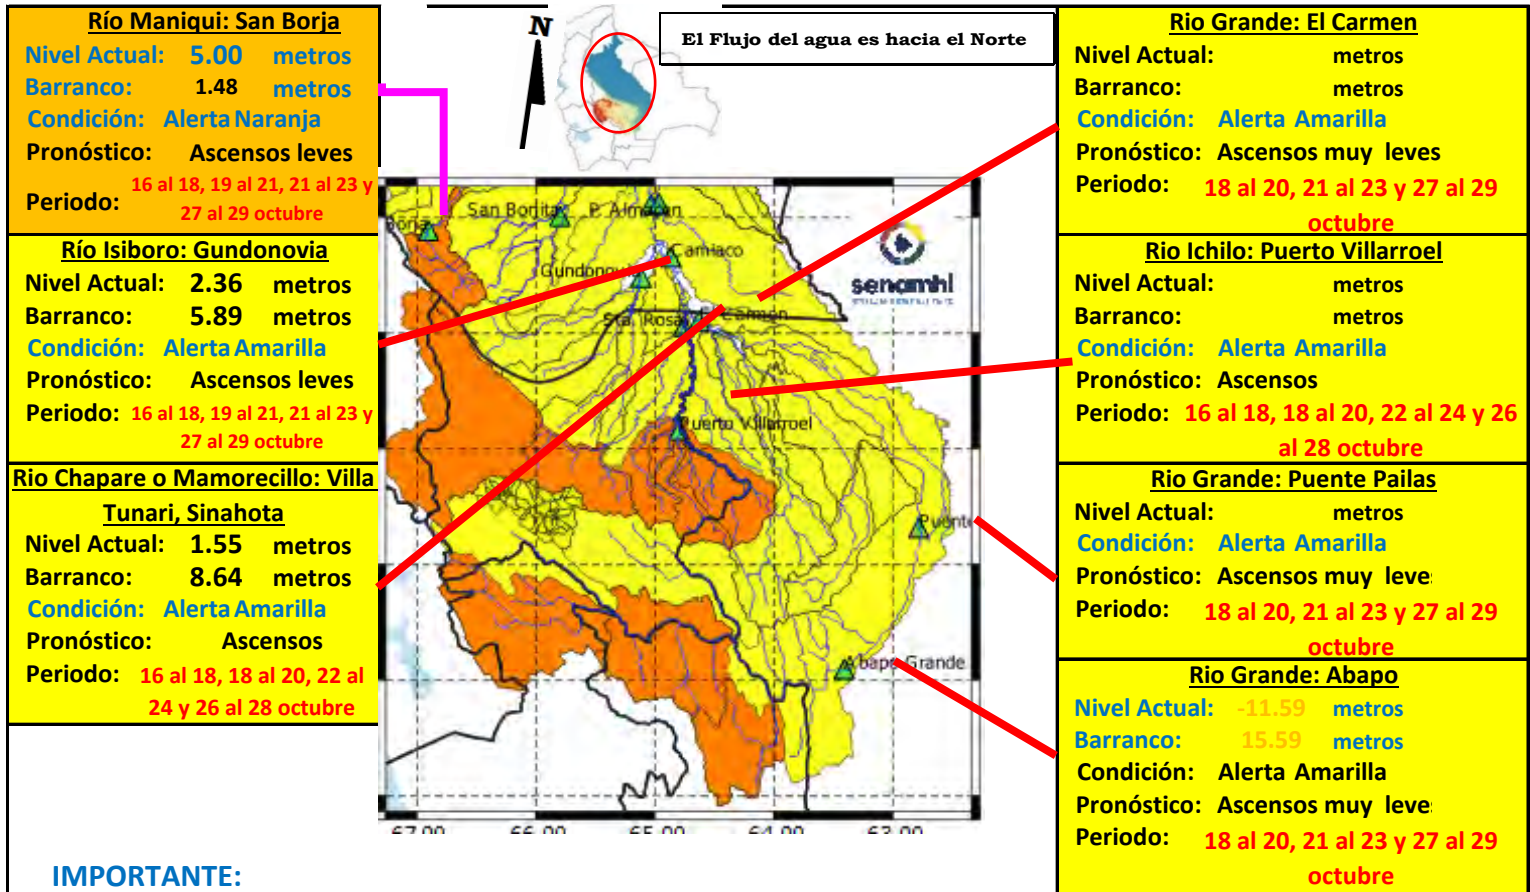 Río Maniqui: San Borja
Nivel Actual: 5.00 metros
Barranco: 1.48 metros
Condición: Alerta Naranja
Pronóstico: Ascensos leves
Periodo: 16 al 18, 19 al 21, 21 al 23 y
27 al 29 octubre
Río Isiboro: Gundonovia
Nivel Actual: 2.36 metros
Barranco: 5.89 metros
Condición: Alerta Amarilla
Pronóstico: Ascensos leves
Periodo: 16 al 18, 19 al 21, 21 al 23 y
27 al 29 octubre
Rio Chapare o Mamorecillo: Villa
Tunari, Sinahota
Nivel Actual: 1.55 metros
Barranco: 8.64 metros
Condición: Alerta Amarilla
Pronóstico: Ascensos
Periodo: 16 al 18, 18 al 20, 22 al
24 y 26 al 28 octubre
IMPORTANTE:
N
El Flujo del agua es hacia el Norte
San Bonita P. Almacen
Borja
Camiaco
Gundonovia
senamhi
Sta. Rosa El Carmen
Puerto Villarroel
Puente
Abapo Grande
67.00 66.00 65.00 64.00 63.00
Rio Grande: El Carmen
Nivel Actual: metros
Barranco: metros
Condición: Alerta Amarilla
Pronóstico: Ascensos muy leves
Periodo: 18 al 20, 21 al 23 y 27 al 29
octubre
Rio Ichilo: Puerto Villarroel
Nivel Actual: metros
Barranco: metros
Condición: Alerta Amarilla
Pronóstico: Ascensos
Periodo: 16 al 18, 18 al 20, 22 al 24 y 26
al 28 octubre
Rio Grande: Puente Pailas
Nivel Actual: metros
Condición: Alerta Amarilla
Pronóstico: Ascensos muy leve
Periodo: 18 al 20, 21 al 23 y 27 al 29
octubre
Rio Grande: Abapo
Nivel Actual: -11.59 metros
Barranco: 15.59 metros
Condición: Alerta Amarilla
Pronóstico: Ascensos muy leve
Periodo: 18 al 20, 21 al 23 y 27 al 29
octubre